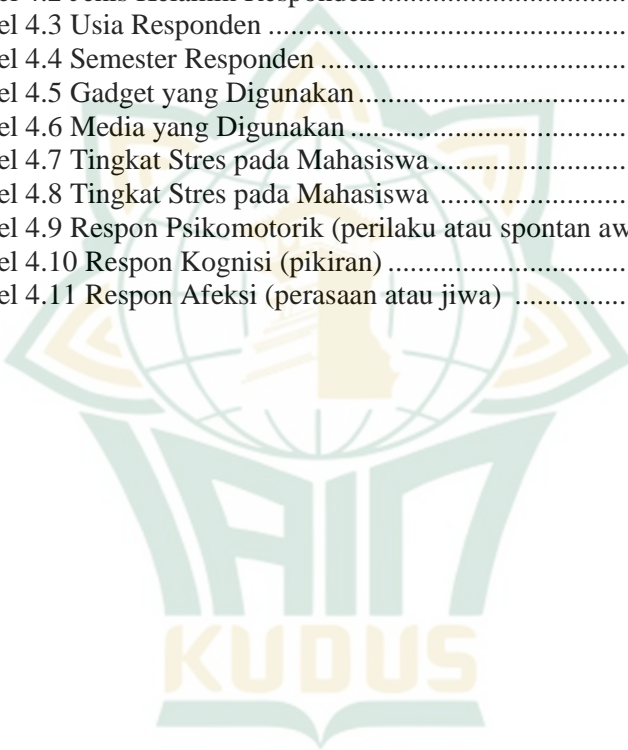 el 4.3 Usia Responden ................................................
el 4.4 Semester Responden ........................................
el 4.5 Gadget yang Digunakan ....................................
el 4.6 Media yang Digunakan .....................................
el 4.7 Tingkat Stres pada Mahasiswa..........................
el 4.8 Tingkat Stres pada Mahasiswa .........................
el 4.9 Respon Psikomotorik (perilaku atau spontan aw
el 4.10 Respon Kognisi (pikiran) ................................
el 4.11 Respon Afeksi (perasaan atau jiwa) ...............
IAIN
KUDUS